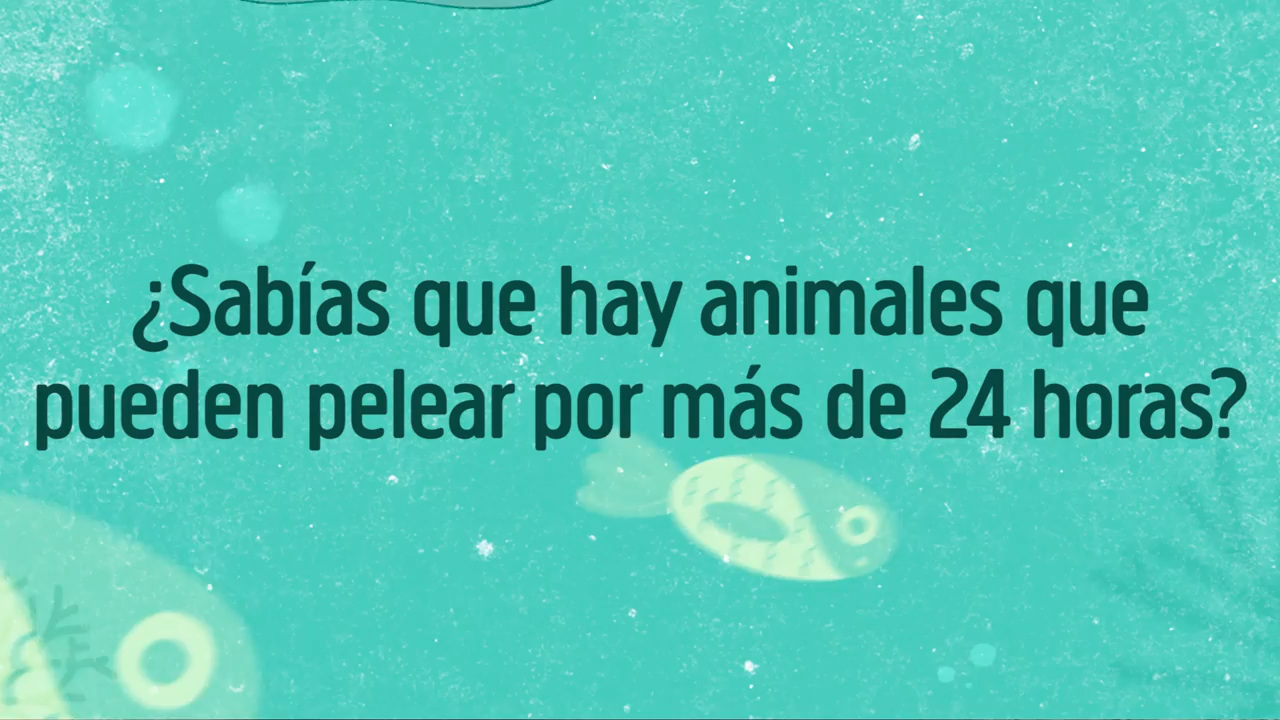 ¿Sabías que hay animales que
pueden pelear por más de 24 horas?